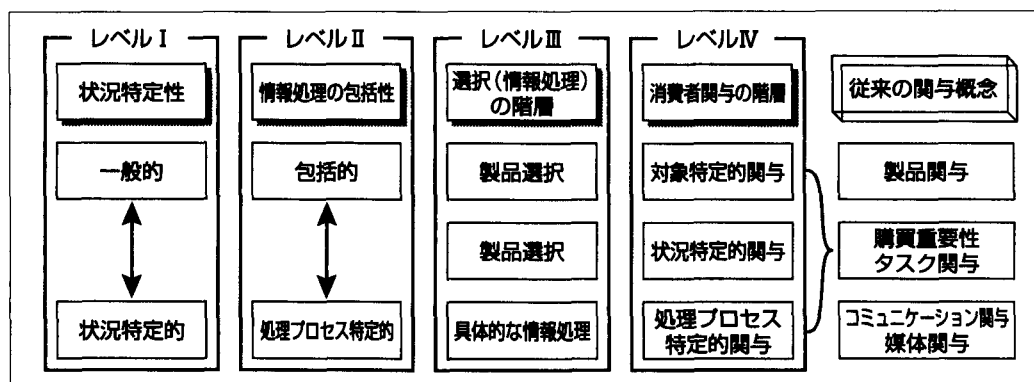 レベルⅠ
状況特定性
一般的
状況特定的
レベルⅡ
情報処理の包括性
包括的
処理プロセス特定的
レベルⅢ
選択(情報処理)
の階層
製品選択
製品選択
具体的な情報処理
レベルⅣ
消費者関与の階層
対象特定的関与
状況特定的関与
処理プロセス
特定的関与
従来の関与概念
製品関与
購買重要性
タスク関与
コミュニケーション関与
媒体関与